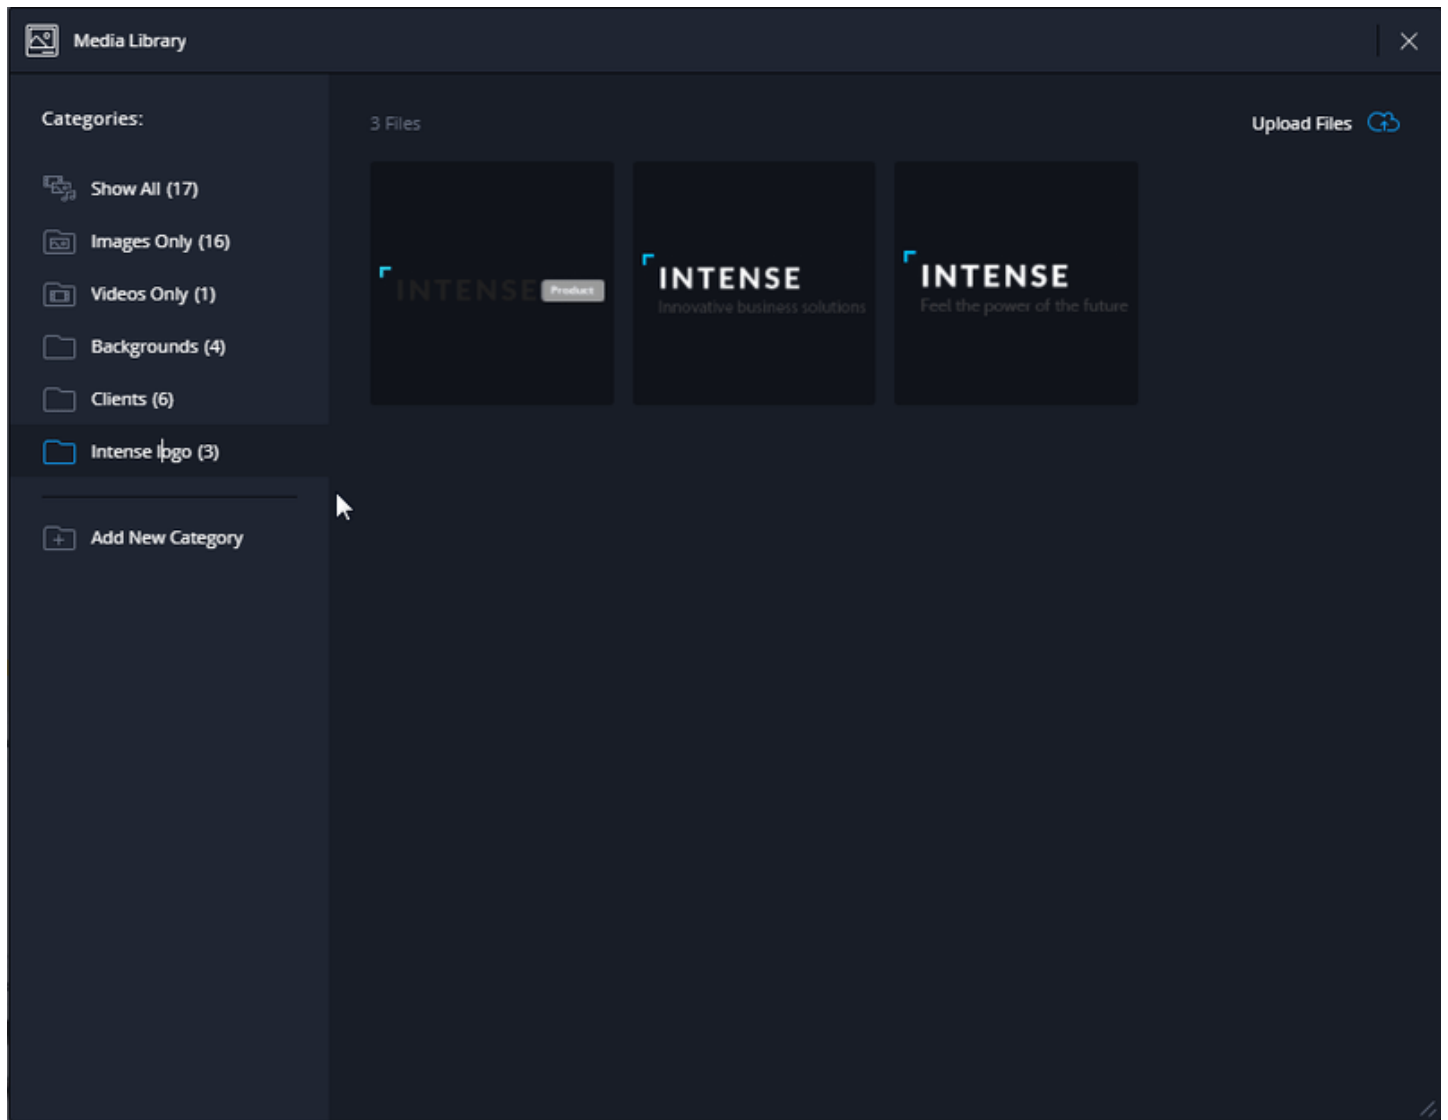 Media Library
Categories:
3 Files
Upload Files
Show All (17)
Images Only (16)
Videos Only (1)
Backgrounds (4)
Clients (6)
Intense logo (3)
Add New Category
INTENSE Product
INTENSE
Innovative business solutions
INTENSE
Feel the power of the future